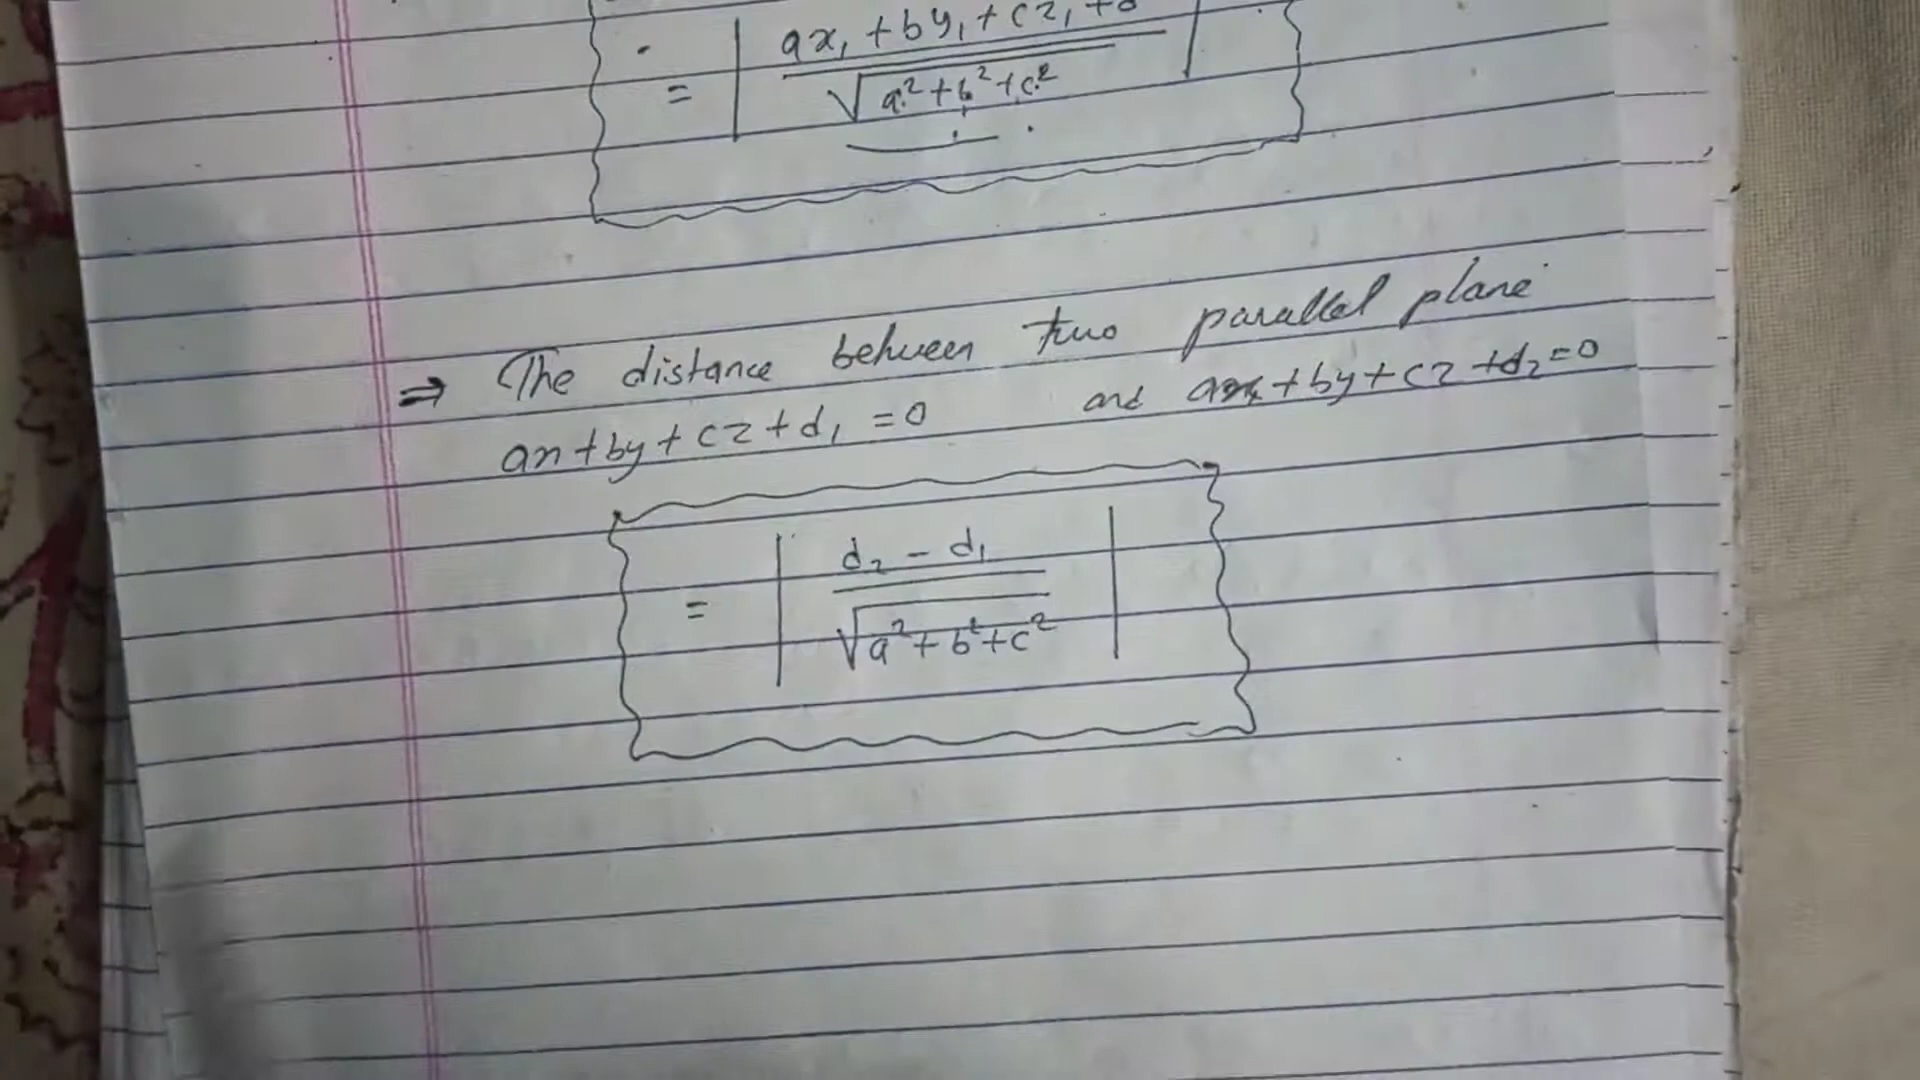 ax₁ + by₁ + cz₁ + d
= | ─────────── |
√a² + b² + c²
⇒ The distance between two parallel plane
ax + by + cz + d₁ = 0 and ax + by + cz + d₂ = 0
d₂ - d₁
= | ─────────── |
√a² + b² + c²